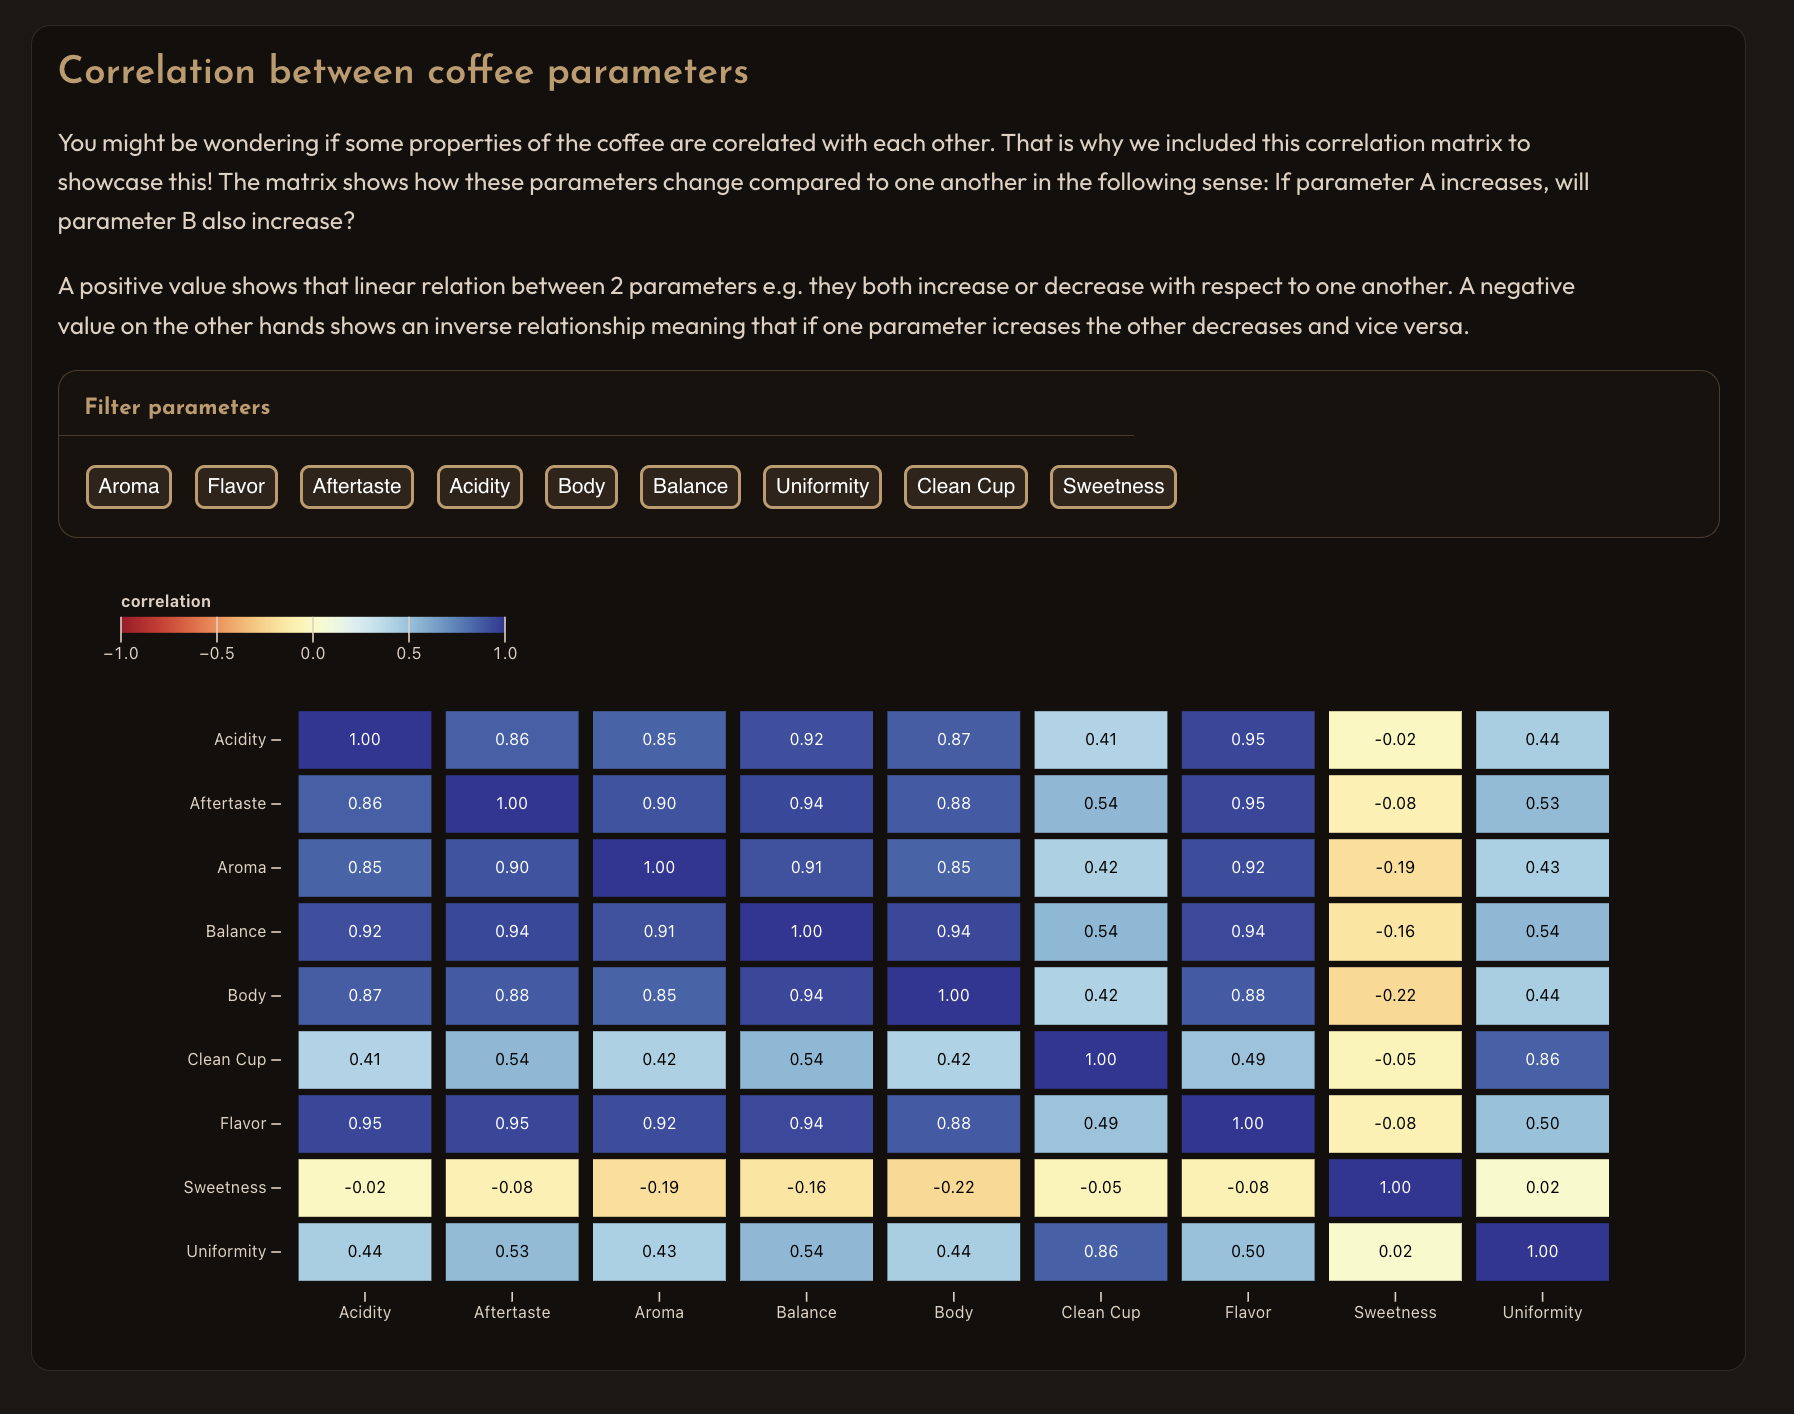 Correlation between coffee parameters
You might be wondering if some properties of the coffee are corelated with each other. That is why we included this correlation matrix to
showcase this! The matrix shows how these parameters change compared to one another in the following sense: If parameter A increases, will
parameter B also increase?
A positive value shows that linear relation between 2 parameters e.g. they both increase or decrease with respect to one another. A negative
value on the other hands shows an inverse relationship meaning that if one parameter icreases the other decreases and vice versa.
Filter parameters
Aroma Flavor Aftertaste Acidity Body Balance Uniformity Clean Cup Sweetness
correlation
−1.0 −0.5 0.0 0.5 1.0
Acidity 1.00 0.86 0.85 0.92 0.87 0.41 0.95 -0.02 0.44
Aftertaste 0.86 1.00 0.90 0.94 0.88 0.54 0.95 -0.08 0.53
Aroma 0.85 0.90 1.00 0.91 0.85 0.42 0.92 -0.19 0.43
Balance 0.92 0.94 0.91 1.00 0.94 0.54 0.94 -0.16 0.54
Body 0.87 0.88 0.85 0.94 1.00 0.42 0.88 -0.22 0.44
Clean Cup 0.41 0.54 0.42 0.54 0.42 1.00 0.49 -0.05 0.86
Flavor 0.95 0.95 0.92 0.94 0.88 0.49 1.00 -0.08 0.50
Sweetness -0.02 -0.08 -0.19 -0.16 -0.22 -0.05 -0.08 1.00 0.02
Uniformity 0.44 0.53 0.43 0.54 0.44 0.86 0.50 0.02 1.00
Acidity Aftertaste Aroma Balance Body Clean Cup Flavor Sweetness Uniformity